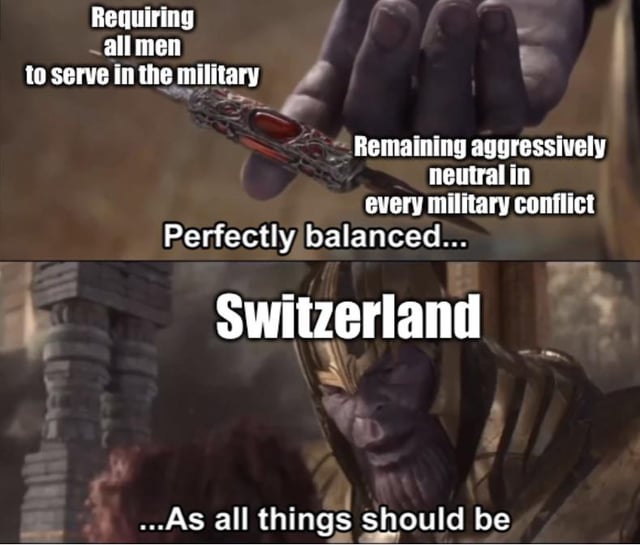 Requiring
all men
to serve in the military
Remaining aggressively
neutral in
every military conflict
Perfectly balanced...
Switzerland
...As all things should be